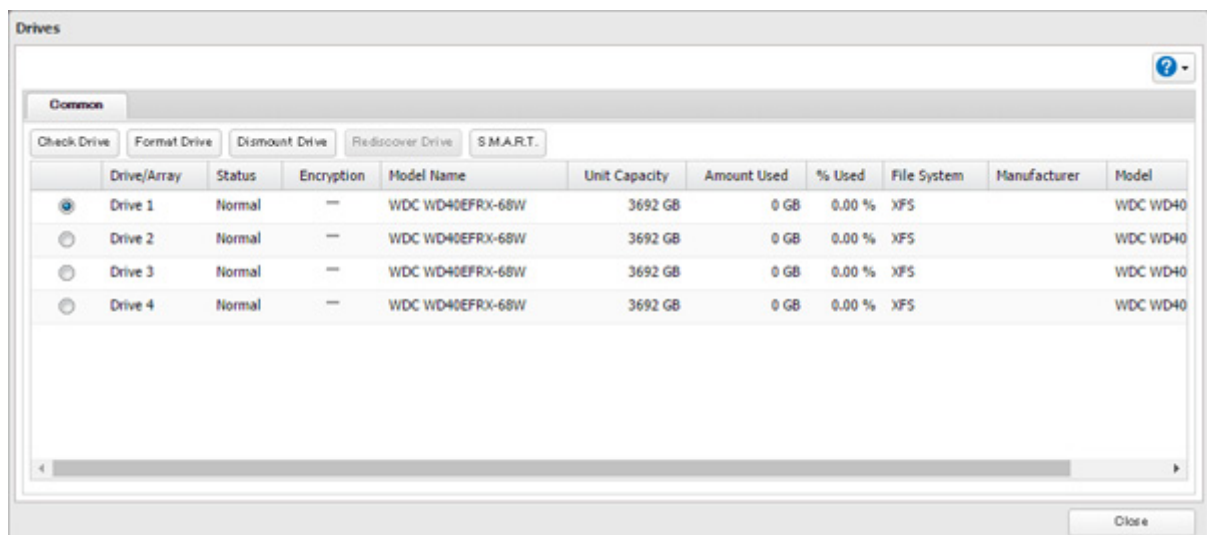 Drives
Common
Check Drive Format Drive Dismount Drive Rediscover Drive S.M.A.R.T.
Drive/Array Status Encryption Model Name Unit Capacity Amount Used % Used File System Manufacturer Model
Drive 1 Normal — WDC WD40EFRX-68W 3692 GB 0 GB 0.00 % XFS WDC WD40
Drive 2 Normal — WDC WD40EFRX-68W 3692 GB 0 GB 0.00 % XFS WDC WD40
Drive 3 Normal — WDC WD40EFRX-68W 3692 GB 0 GB 0.00 % XFS WDC WD40
Drive 4 Normal — WDC WD40EFRX-68W 3692 GB 0 GB 0.00 % XFS WDC WD40
Close